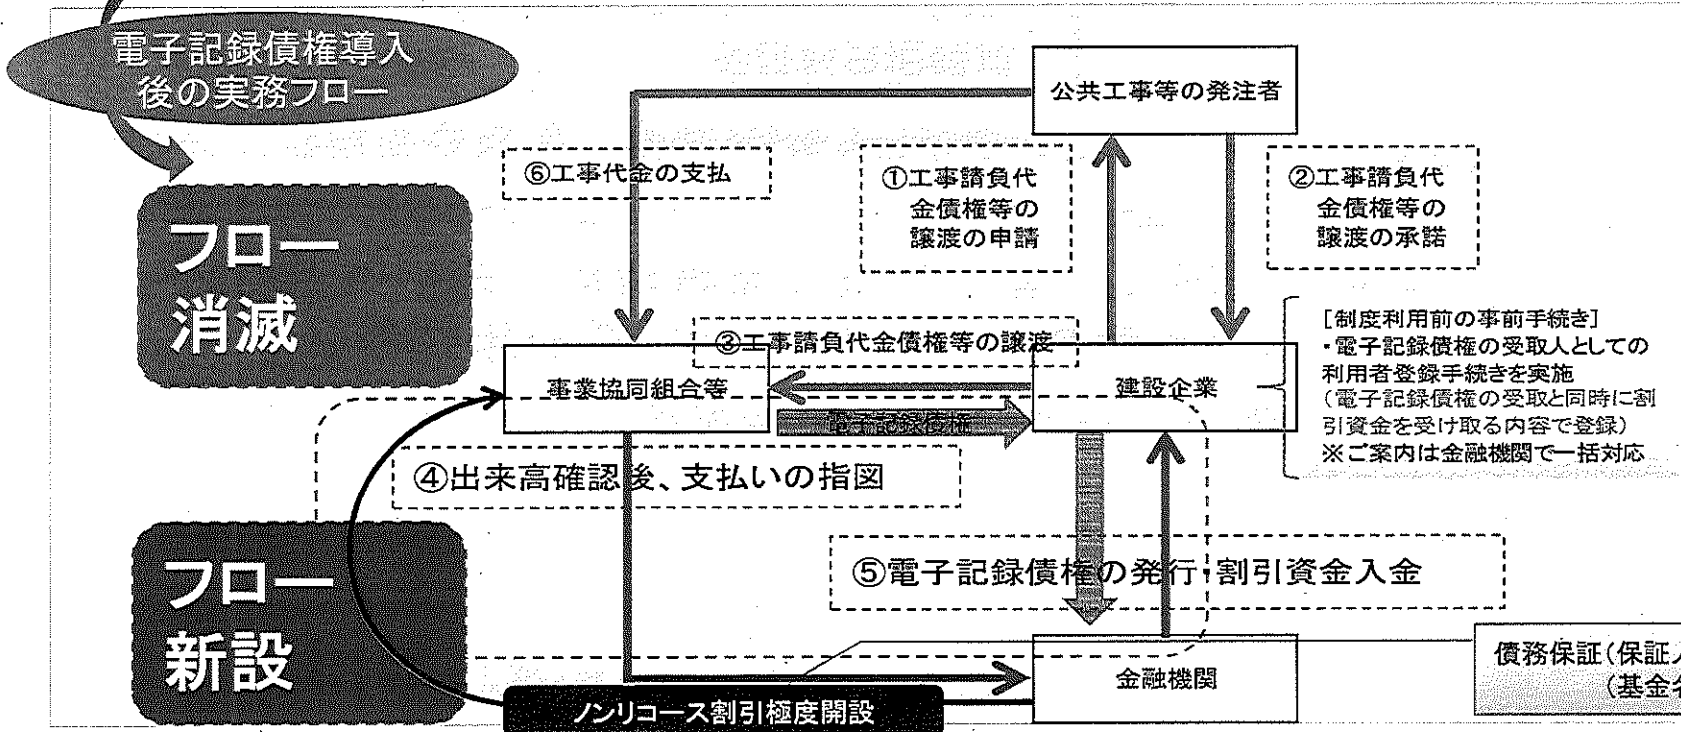 電子記録債権導入
後の実務フロー
公共工事等の発注者
⑥工事代金の支払
①工事請負代
金債権等の
譲渡の申請
②工事請負代
金債権等の
譲渡の承諾
フロー
消滅
③工事請負代金債権等の譲渡
事業協同組合等
建設企業
電子記録債権
[制度利用前の事前手続き]
・電子記録債権の受取人としての
利用者登録手続きを実施
(電子記録債権の受取と同時に割
引資金を受け取る内容で登録)
※ご案内は金融機関で一括対応
④出来高確認後、支払いの指図
フロー
新設
⑤電子記録債権の発行・割引資金入金
金融機関
ノンリコース割引極度開設
債務保証(保証
(基金